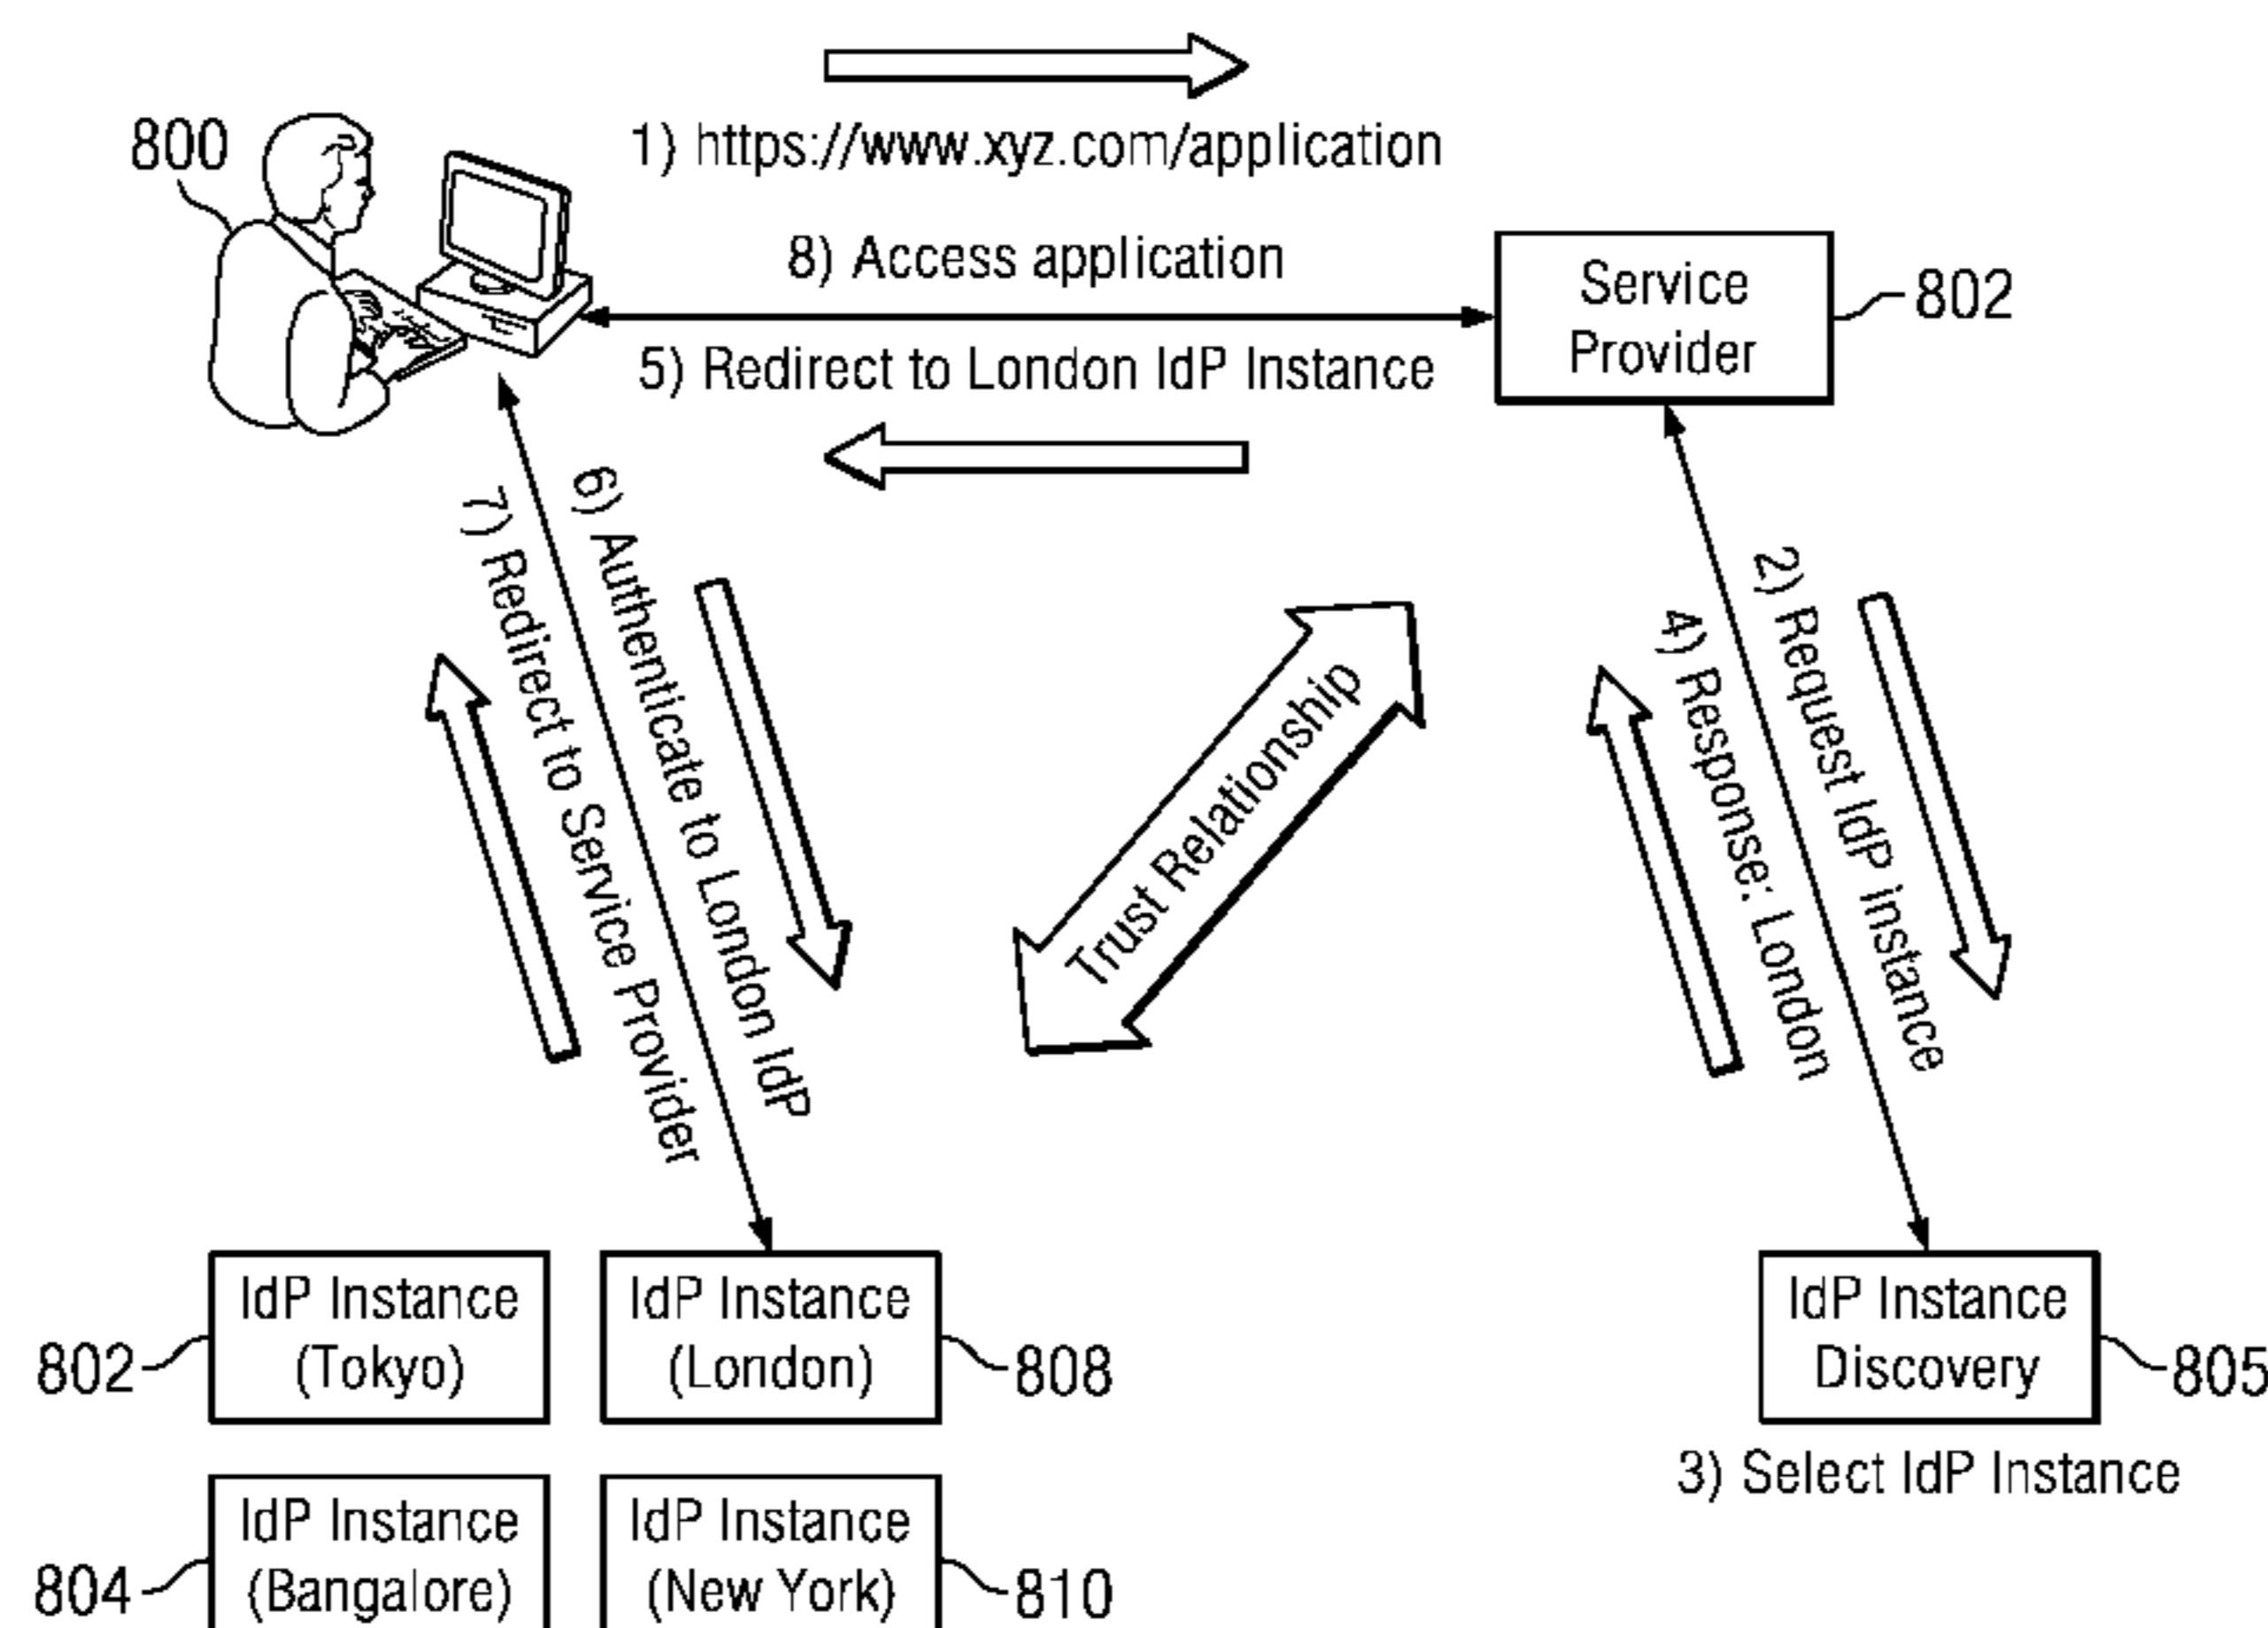 800
1) https://www.xyz.com/application
8) Access application
5) Redirect to London IdP Instance
Service
Provider
802
7) Redirect to Service Provider
6) Authenticate to London IdP
Trust Relationship
4) Response: London
2) Request IdP instance
IdP Instance
(Tokyo)
802
IdP Instance
(London)
808
IdP Instance
Discovery
805
3) Select IdP Instance
IdP Instance
(Bangalore)
804
IdP Instance
(New York)
810